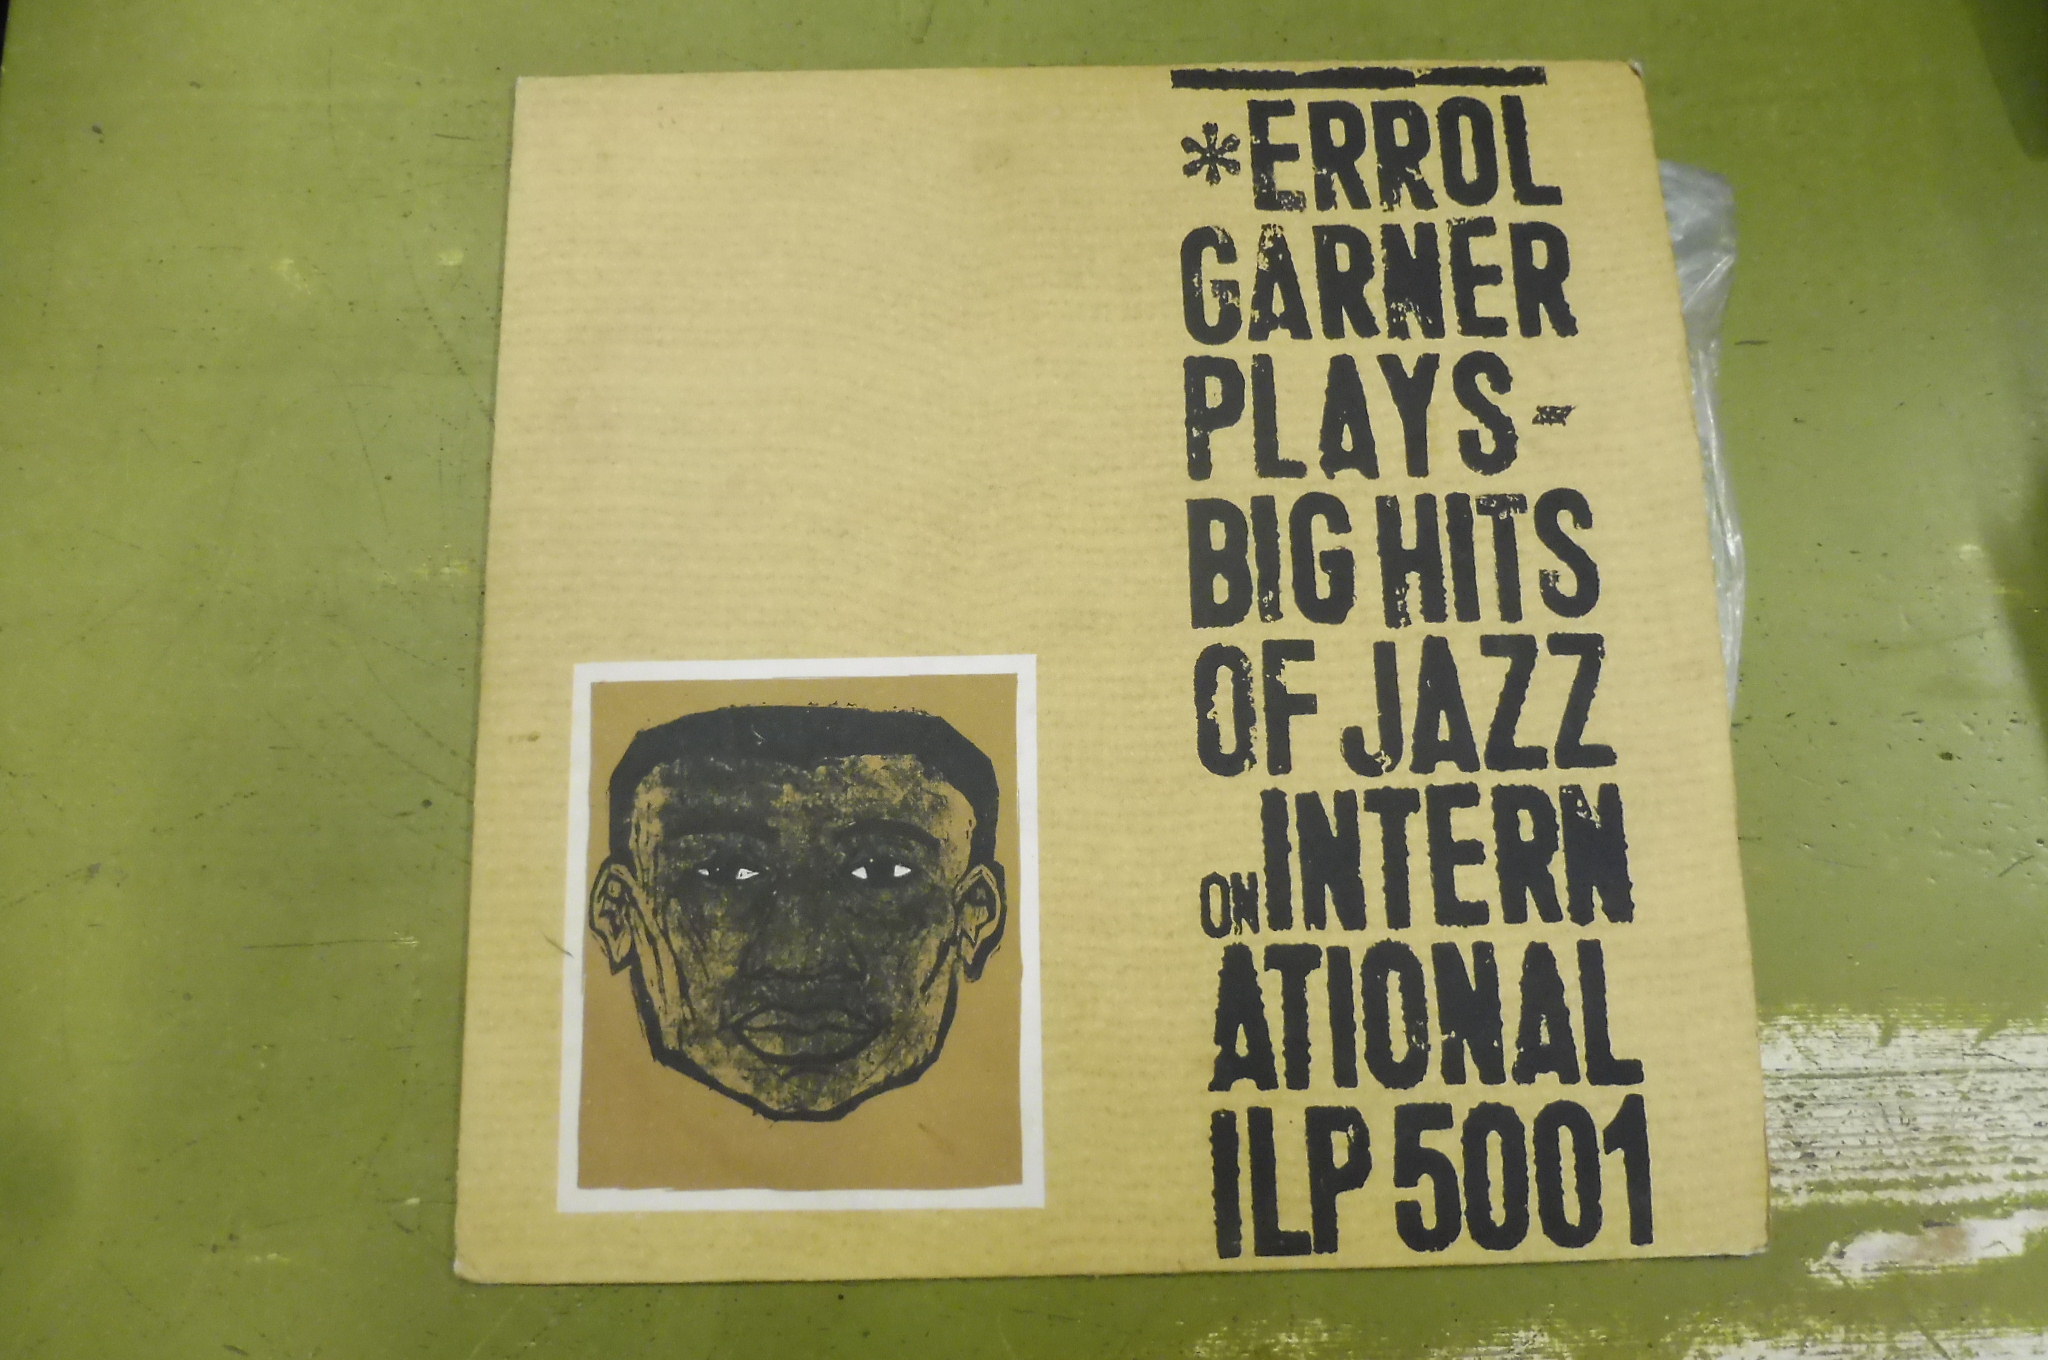 *ERROL
GARNER
PLAYS-
BIG HITS
OF JAZZ
ON INTERN
ATIONAL
ILP 5001